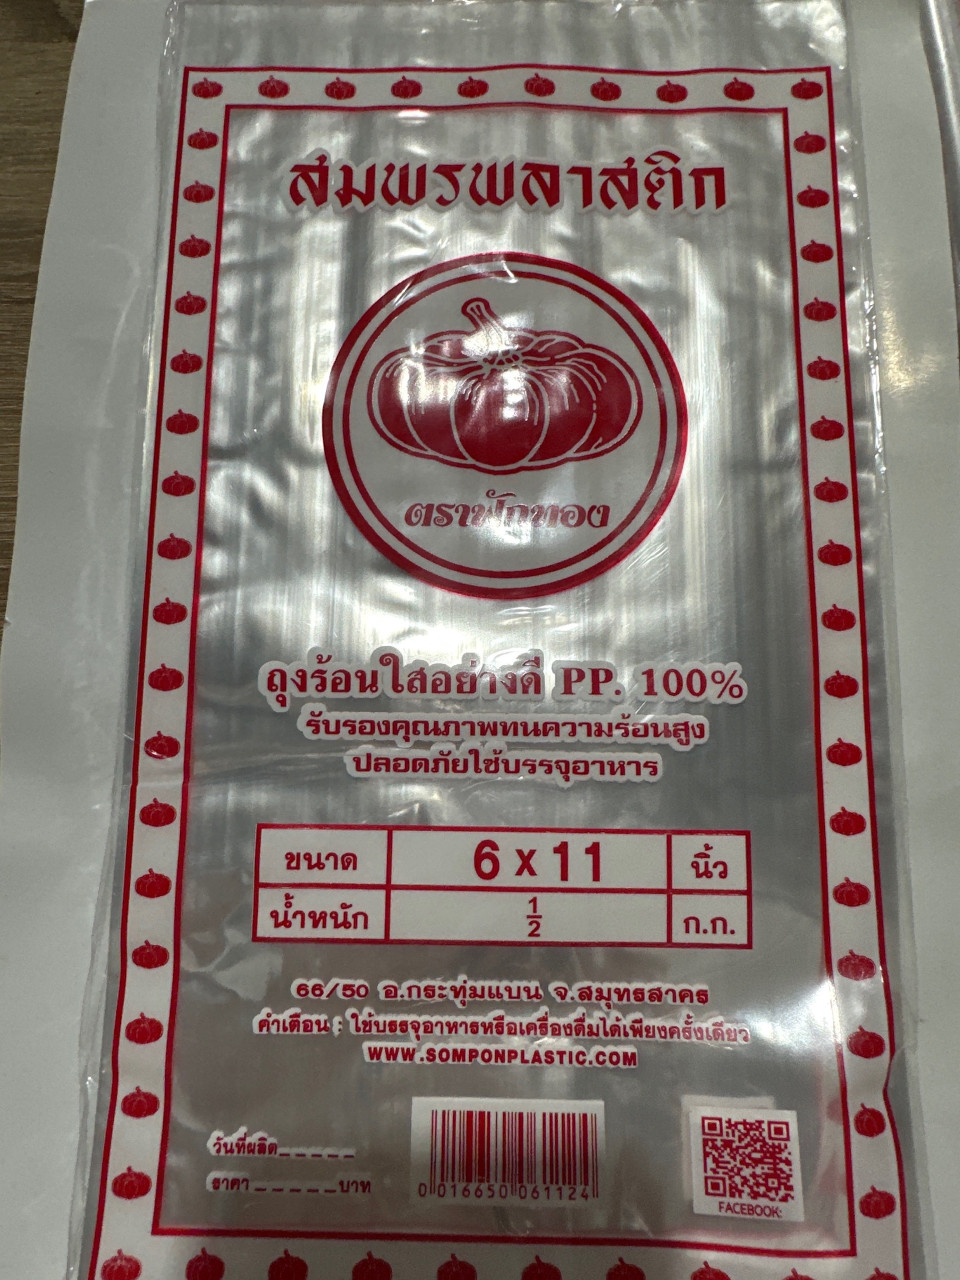 สมพรพลาสติก
ตราฟักทอง
ถุงร้อนใสอย่างดี PP. 100%
รับรองคุณภาพทนความร้อนสูง
ปลอดภัยใช้บรรจุอาหาร
ขนาด 6 x 11 นิ้ว
น้ำหนัก 1/2 ก.ก.
66/50 อ.กระทุ่มแบน จ.สมุทรสาคร
คำเตือน : ใช้บรรจุอาหารหรือเครื่องดื่มได้เพียงครั้งเดียว
WWW.SOMPONPLASTIC.COM
วันที่ผลิต_ _ _ _ _
ราคา_ _ _ _ _บาท
0 016650 061124
FACEBOOK: